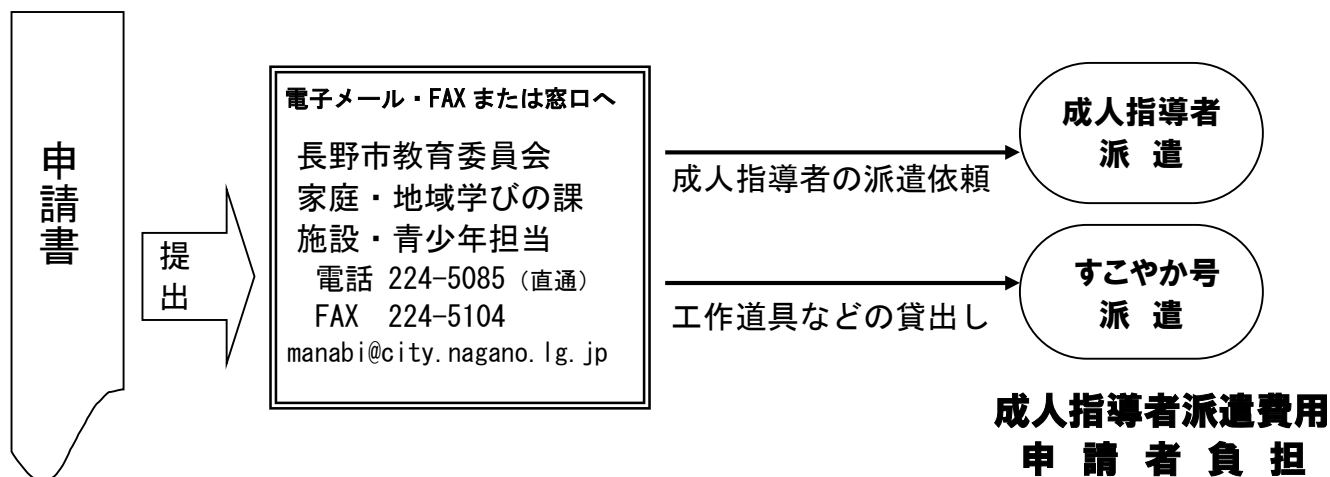 申請書
提出
電子メール・FAX または窓口へ
長野市教育委員会
家庭・地域学びの課
施設・青少年担当
電話 224-5085（直通）
FAX 224-5104
manabi@city.nagano.lg.jp
成人指導者の派遣依頼
工作道具などの貸出し
成人指導者
派 遣
すこやか号
派 遣
成人指導者派遣費用
申 請 者 負 担